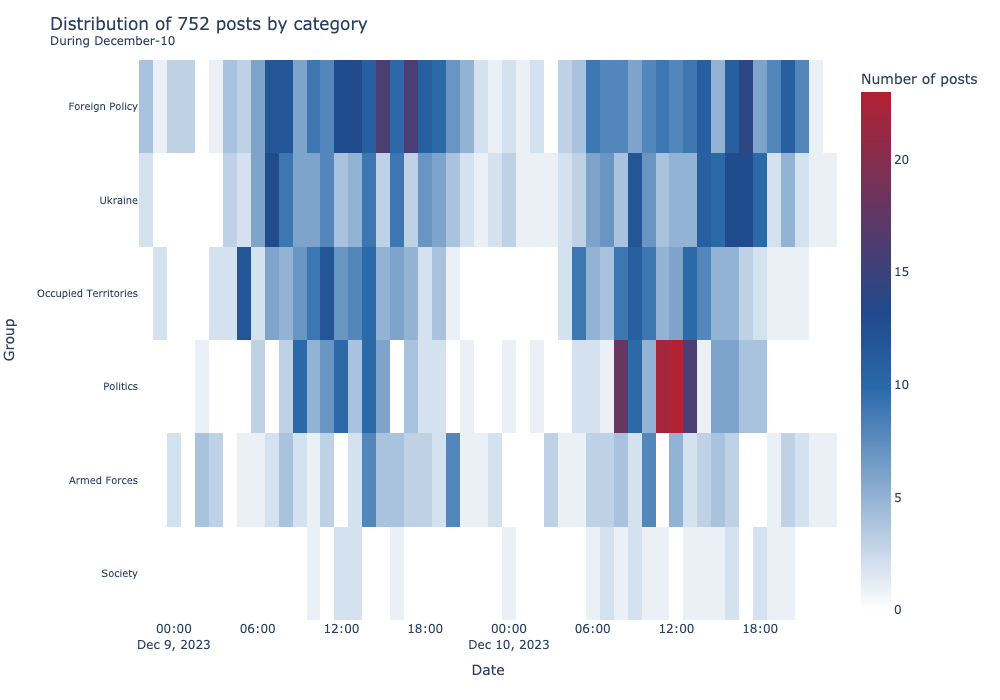 Distribution of 752 posts by category
During December-10
Number of posts
Foreign Policy
Ukraine
Occupied Territories
Politics
Armed Forces
Society
Group
20
15
10
5
0
00:00 06:00 12:00 18:00 00:00 06:00 12:00 18:00
Dec 9, 2023 Dec 10, 2023
Date